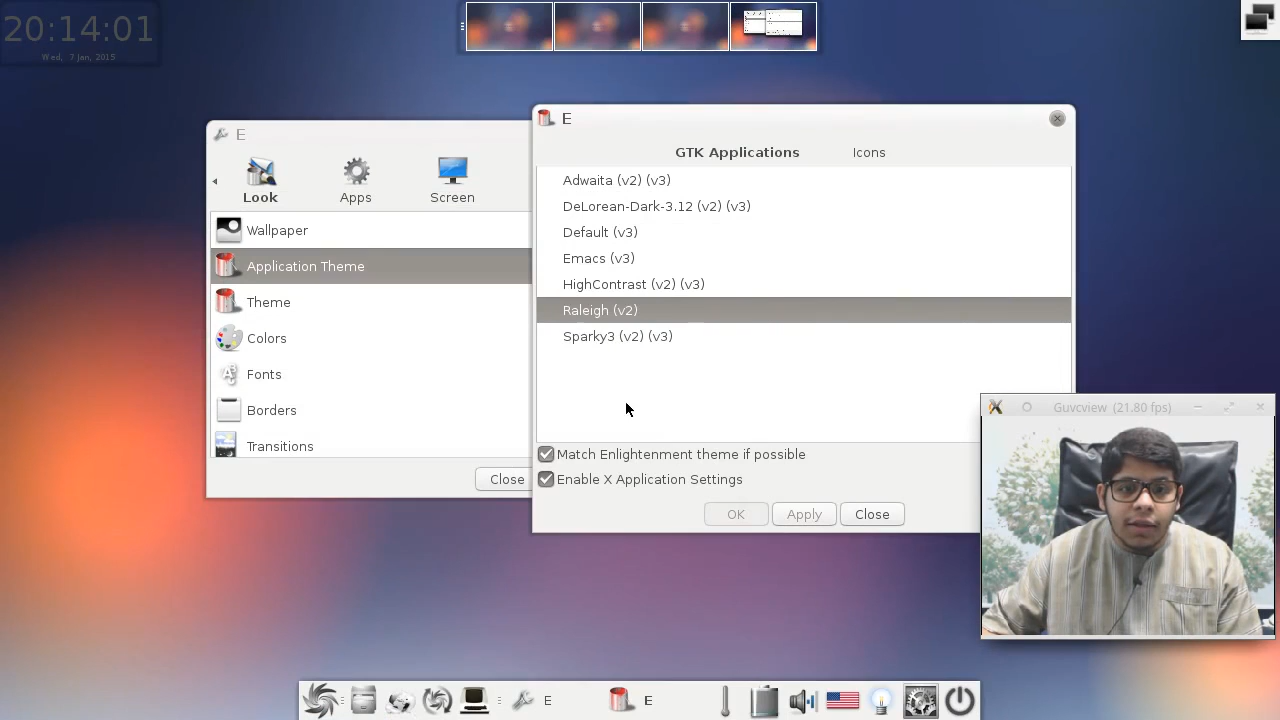 20:14:01
Wed, 7 Jan, 2015
E
Look
Apps
Screen
Wallpaper
Application Theme
Theme
Colors
Fonts
Borders
Transitions
Close
E
GTK Applications
Icons
Adwaita (v2) (v3)
DeLorean-Dark-3.12 (v2) (v3)
Default (v3)
Emacs (v3)
HighContrast (v2) (v3)
Raleigh (v2)
Sparky3 (v2) (v3)
Match Enlightenment theme if possible
Enable X Application Settings
OK
Apply
Close
Guvcview (21.80 fps)
E
E